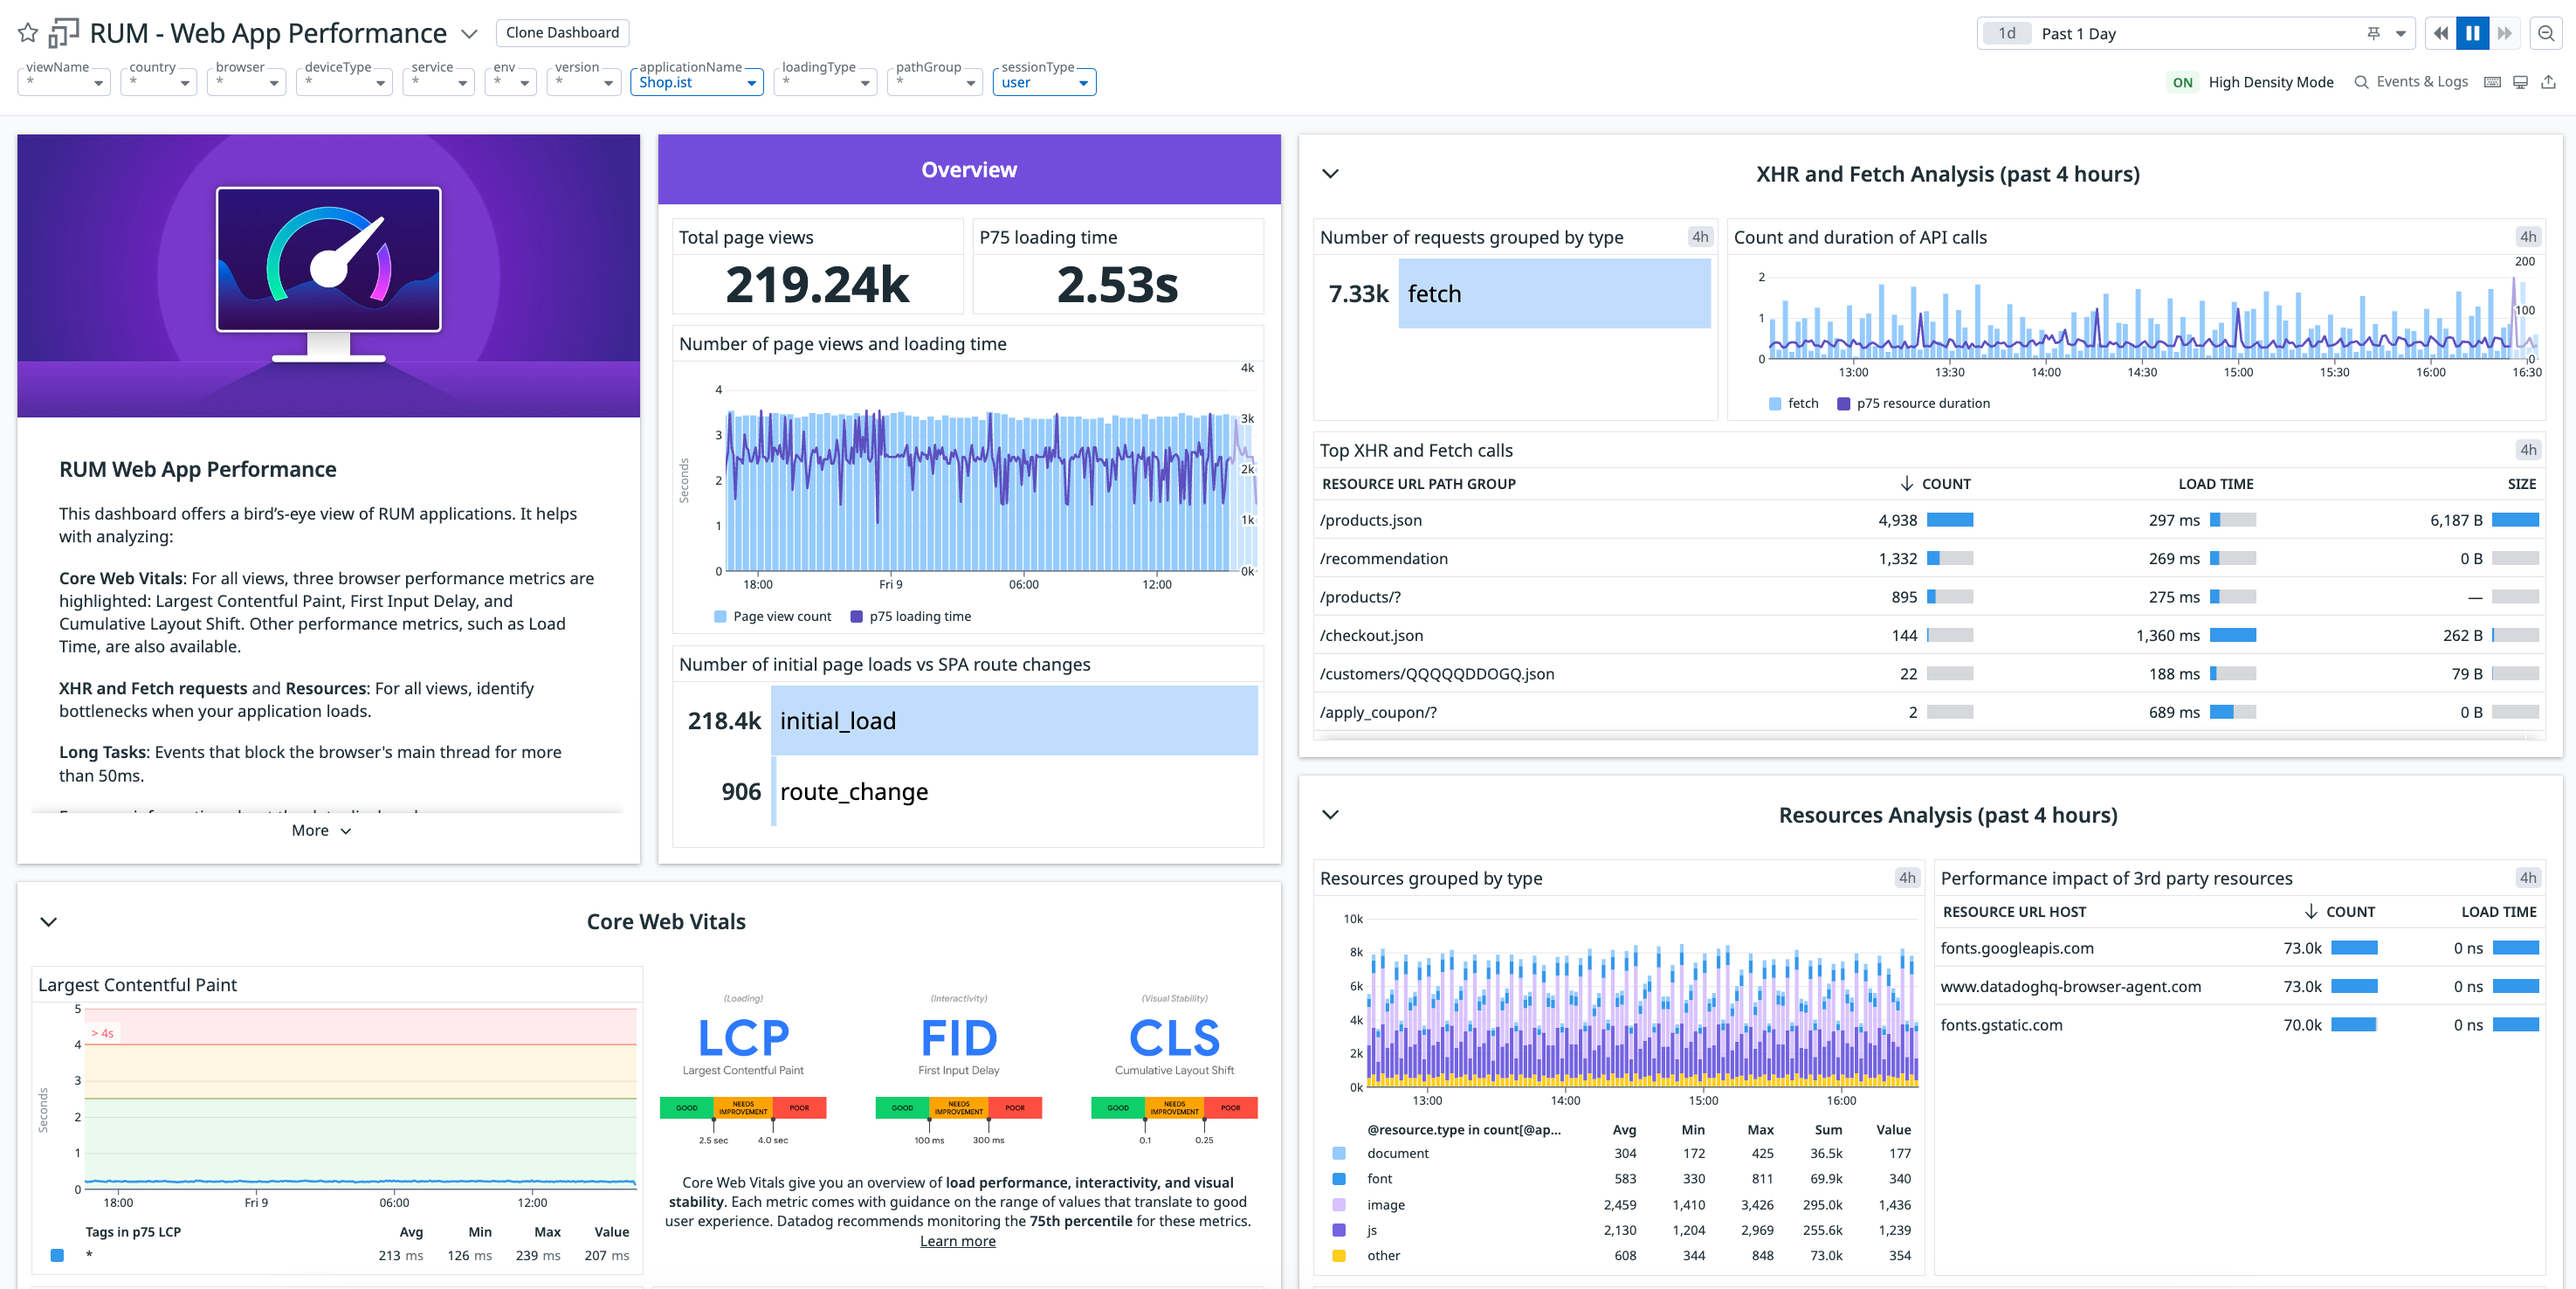 RUM - Web App Performance
Clone Dashboard
1d Past 1 Day
viewName
*
country
*
browser
*
deviceType
*
service
*
env
*
version
*
applicationName
Shop.ist
loadingType
*
pathGroup
*
sessionType
user
ON High Density Mode
Events & Logs
RUM Web App Performance
This dashboard offers a bird’s-eye view of RUM applications. It helps
with analyzing:
Core Web Vitals: For all views, three browser performance metrics are
highlighted: Largest Contentful Paint, First Input Delay, and
Cumulative Layout Shift. Other performance metrics, such as Load
Time, are also available.
XHR and Fetch requests and Resources: For all views, identify
bottlenecks when your application loads.
Long Tasks: Events that block the browser's main thread for more
than 50ms.
More
Overview
Total page views
219.24k
P75 loading time
2.53s
Number of page views and loading time
4k
4
3k
3
Seconds
2k
2
1k
1
0
0k
18:00 Fri 9 06:00 12:00
Page view count p75 loading time
Number of initial page loads vs SPA route changes
218.4k initial_load
906 route_change
XHR and Fetch Analysis (past 4 hours)
Number of requests grouped by type 4h
7.33k fetch
Count and duration of API calls 4h
200
2
100
1
0
0
13:00 13:30 14:00 14:30 15:00 15:30 16:00 16:30
fetch p75 resource duration
Top XHR and Fetch calls 4h
RESOURCE URL PATH GROUP COUNT LOAD TIME SIZE
/products.json 4,938 297 ms 6,187 B
/recommendation 1,332 269 ms 0 B
/products/? 895 275 ms —
/checkout.json 144 1,360 ms 262 B
/customers/QQQQQDDOGQ.json 22 188 ms 79 B
/apply_coupon/? 2 689 ms 0 B
Core Web Vitals
Largest Contentful Paint
5
> 4s
4
3
Seconds
2
1
0
18:00 Fri 9 06:00 12:00
Tags in p75 LCP Avg Min Max Value
* 213 ms 126 ms 239 ms 207 ms
(Loading)
LCP
Largest Contentful Paint
GOOD NEEDS IMPROVEMENT POOR
2.5 sec 4.0 sec
(Interactivity)
FID
First Input Delay
GOOD NEEDS IMPROVEMENT POOR
100 ms 300 ms
(Visual Stability)
CLS
Cumulative Layout Shift
GOOD NEEDS IMPROVEMENT POOR
0.1 0.25
Core Web Vitals give you an overview of load performance, interactivity, and visual
stability. Each metric comes with guidance on the range of values that translate to good
user experience. Datadog recommends monitoring the 75th percentile for these metrics.
Learn more
Resources Analysis (past 4 hours)
Resources grouped by type 4h
10k
8k
6k
4k
2k
0k
13:00 14:00 15:00 16:00
@resource.type in count[@ap... Avg Min Max Sum Value
document 304 172 425 36.5k 177
font 583 330 811 69.9k 340
image 2,459 1,410 3,426 295.0k 1,436
js 2,130 1,204 2,969 255.6k 1,239
other 608 344 848 73.0k 354
Performance impact of 3rd party resources 4h
RESOURCE URL HOST COUNT LOAD TIME
fonts.googleapis.com 73.0k 0 ns
www.datadoghq-browser-agent.com 73.0k 0 ns
fonts.gstatic.com 70.0k 0 ns